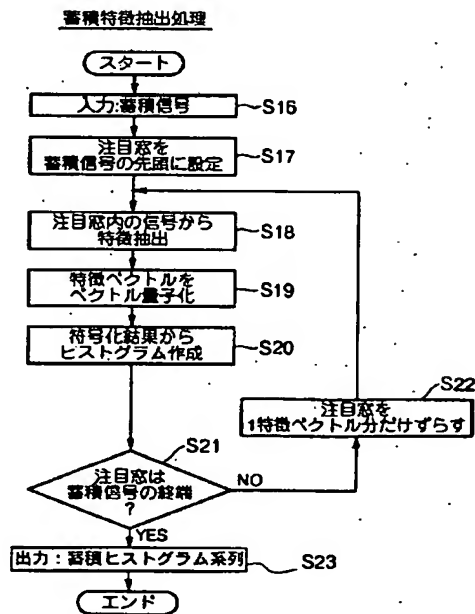 蓄積特徴抽出処理
スタート
入力:蓄積信号
S16
注目窓を
蓄積信号の先頭に設定
S17
注目窓内の信号から
特徴抽出
S18
特徴ベクトルを
ベクトル量子化
S19
符号化結果から
ヒストグラム作成
S20
S22
注目窓を
1特徴ベクトル分だけずらす
S21
注目窓は
蓄積信号の終端
?
NO
YES
出力:蓄積ヒストグラム系列
S23
エンド